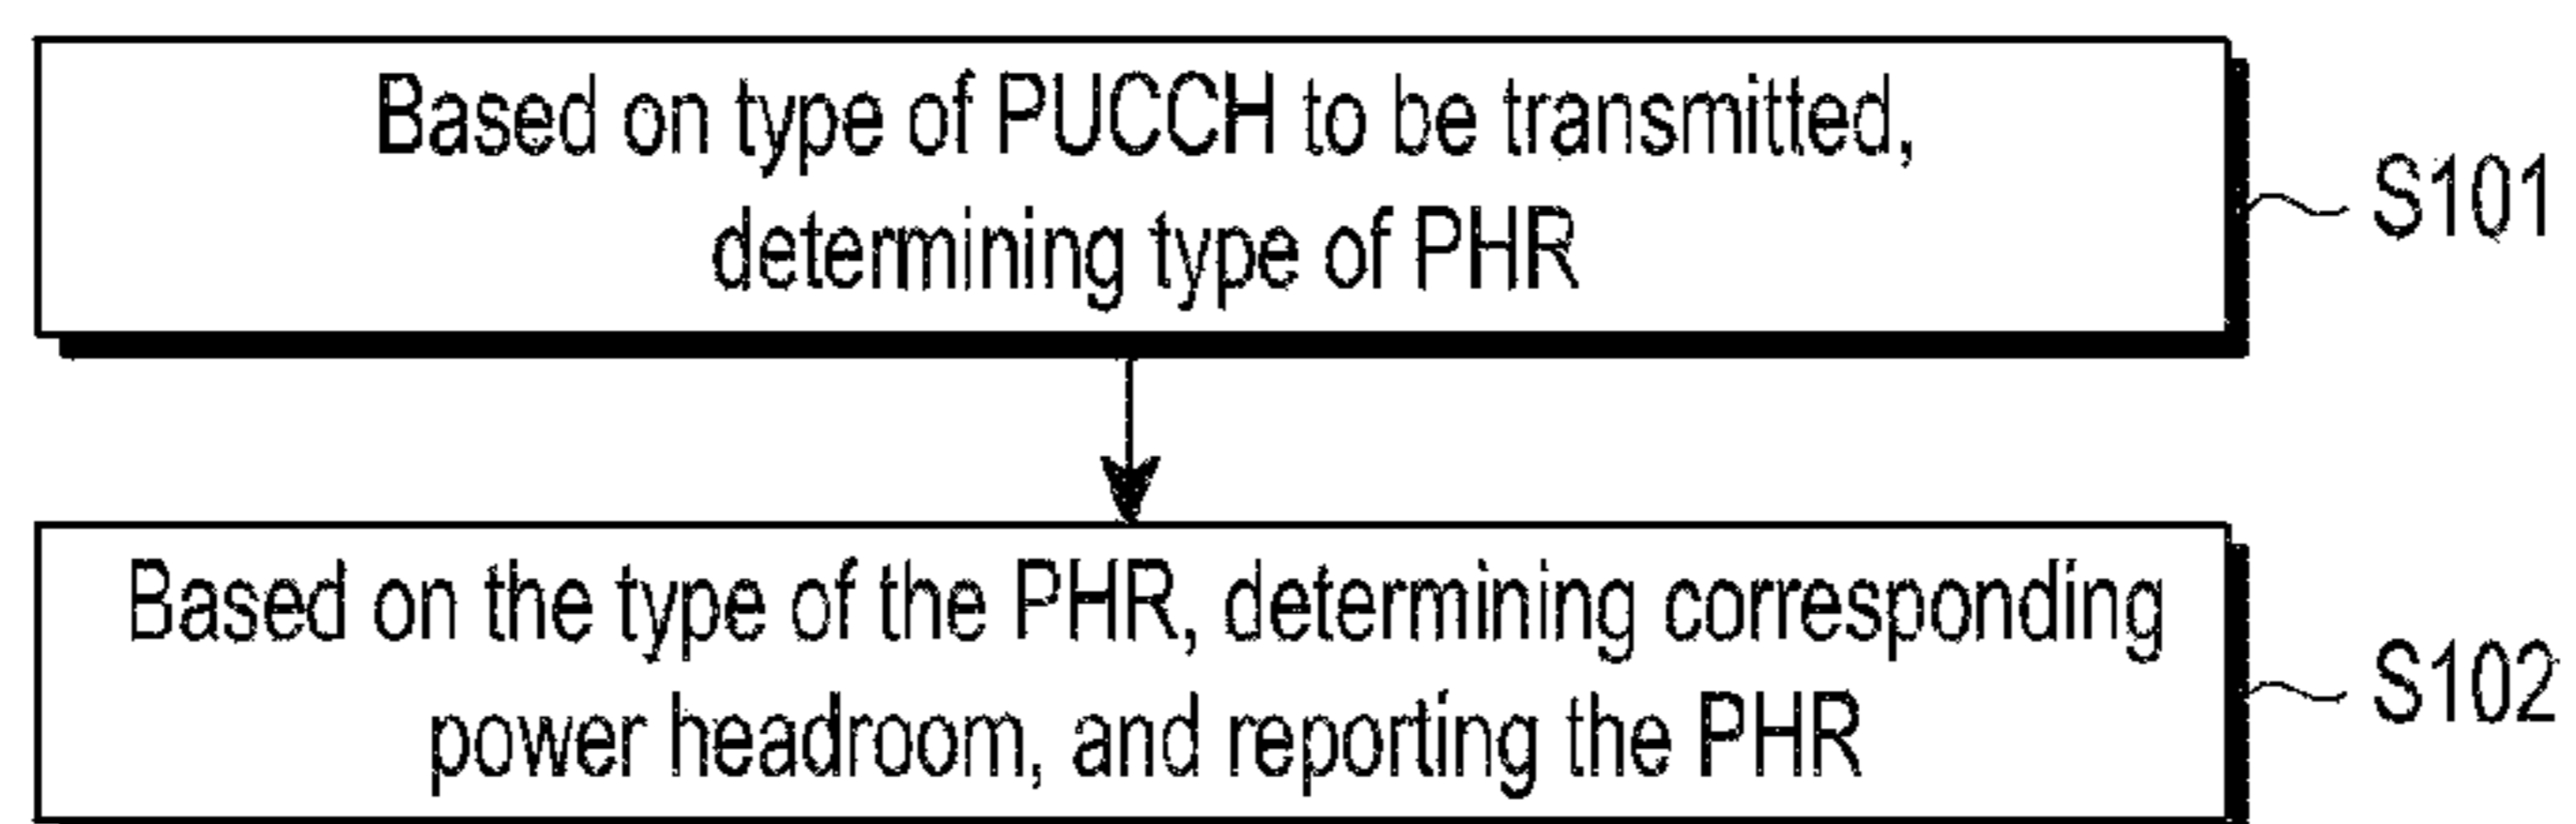 Based on type of PUCCH to be transmitted,
determining type of PHR
S101
Based on the type of the PHR, determining corresponding
power headroom, and reporting the PHR
S102